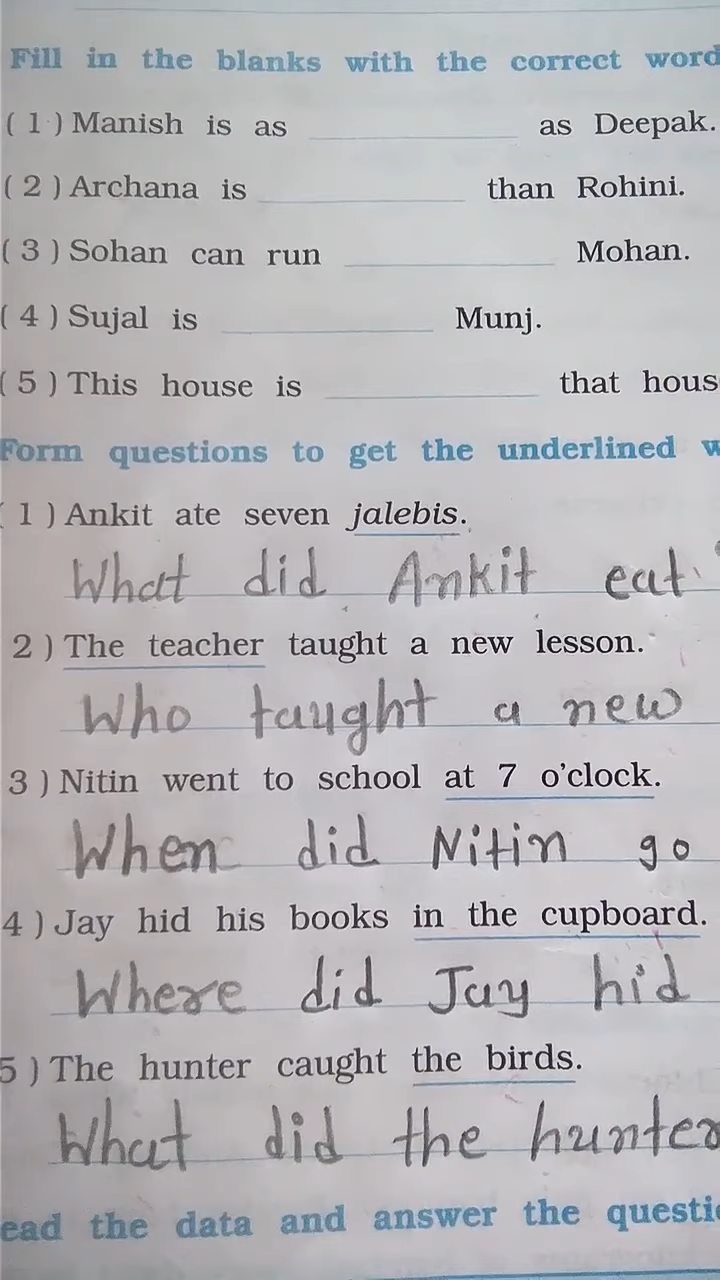 Fill in the blanks with the correct word
( 1 ) Manish is as ____________ as Deepak.
( 2 ) Archana is ____________ than Rohini.
( 3 ) Sohan can run ____________ Mohan.
( 4 ) Sujal is ____________ Munj.
( 5 ) This house is ____________ that hous
Form questions to get the underlined w
1 ) Ankit ate seven jalebis.
What did Ankit eat
2 ) The teacher taught a new lesson.
Who taught a new
3 ) Nitin went to school at 7 o'clock.
When did Nitin go
4 ) Jay hid his books in the cupboard.
Where did Jay hid
5 ) The hunter caught the birds.
What did the hunter
ead the data and answer the questi